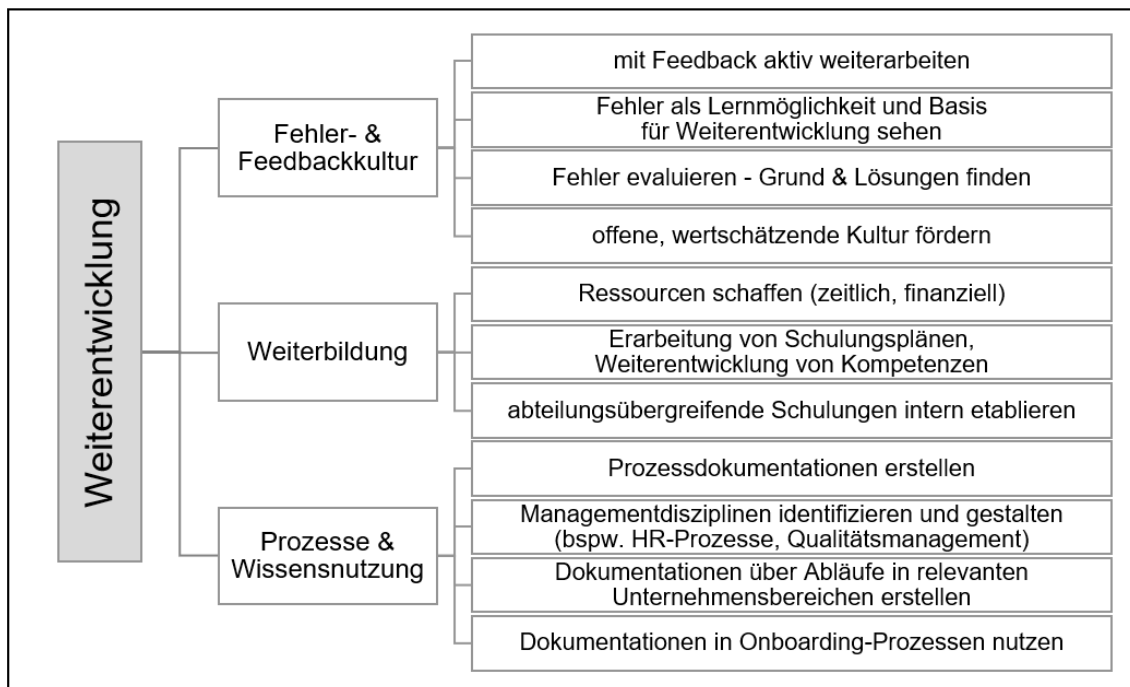 Weiterentwicklung
Fehler- &
Feedbackkultur
mit Feedback aktiv weiterarbeiten
Fehler als Lernmöglichkeit und Basis
für Weiterentwicklung sehen
Fehler evaluieren - Grund & Lösungen finden
offene, wertschätzende Kultur fördern
Weiterbildung
Ressourcen schaffen (zeitlich, finanziell)
Erarbeitung von Schulungsplänen,
Weiterentwicklung von Kompetenzen
abteilungsübergreifende Schulungen intern etablieren
Prozesse &
Wissensnutzung
Prozessdokumentationen erstellen
Managementdisziplinen identifizieren und gestalten
(bspw. HR-Prozesse, Qualitätsmanagement)
Dokumentationen über Abläufe in relevanten
Unternehmensbereichen erstellen
Dokumentationen in Onboarding-Prozessen nutzen